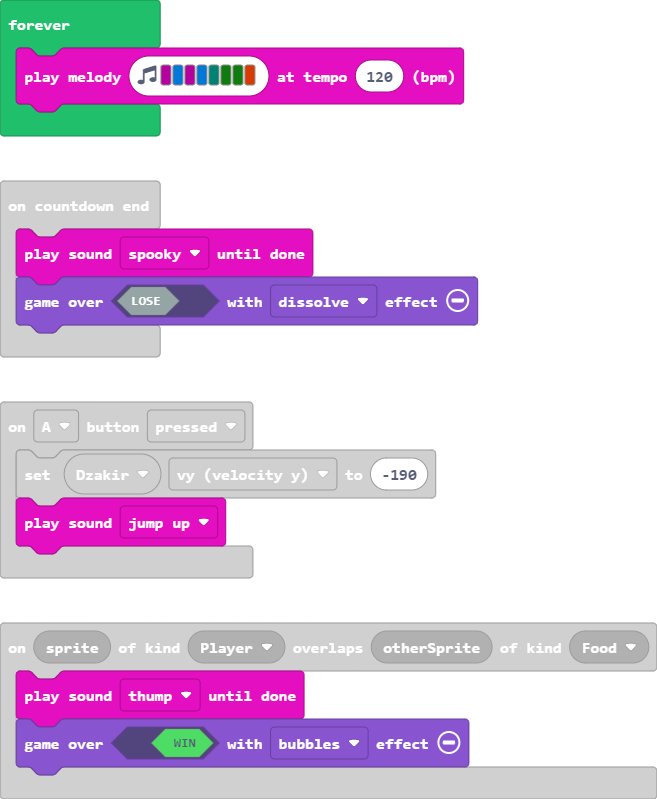 forever
play melody at tempo 120 (bpm)
on countdown end
play sound spooky until done
game over LOSE with dissolve effect
on A button pressed
set Dzakir vy (velocity y) to -190
play sound jump up
on sprite of kind Player overlaps otherSprite of kind Food
play sound thump until done
game over WIN with bubbles effect